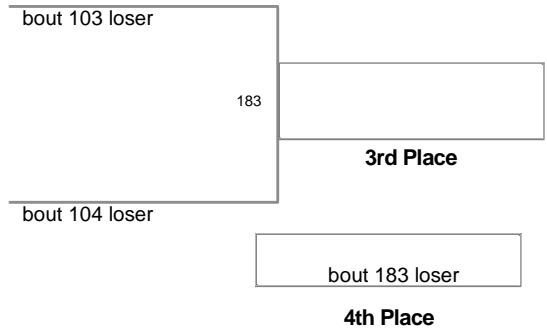 bout 103 loser
183
3rd Place
bout 104 loser
bout 183 loser
4th Place